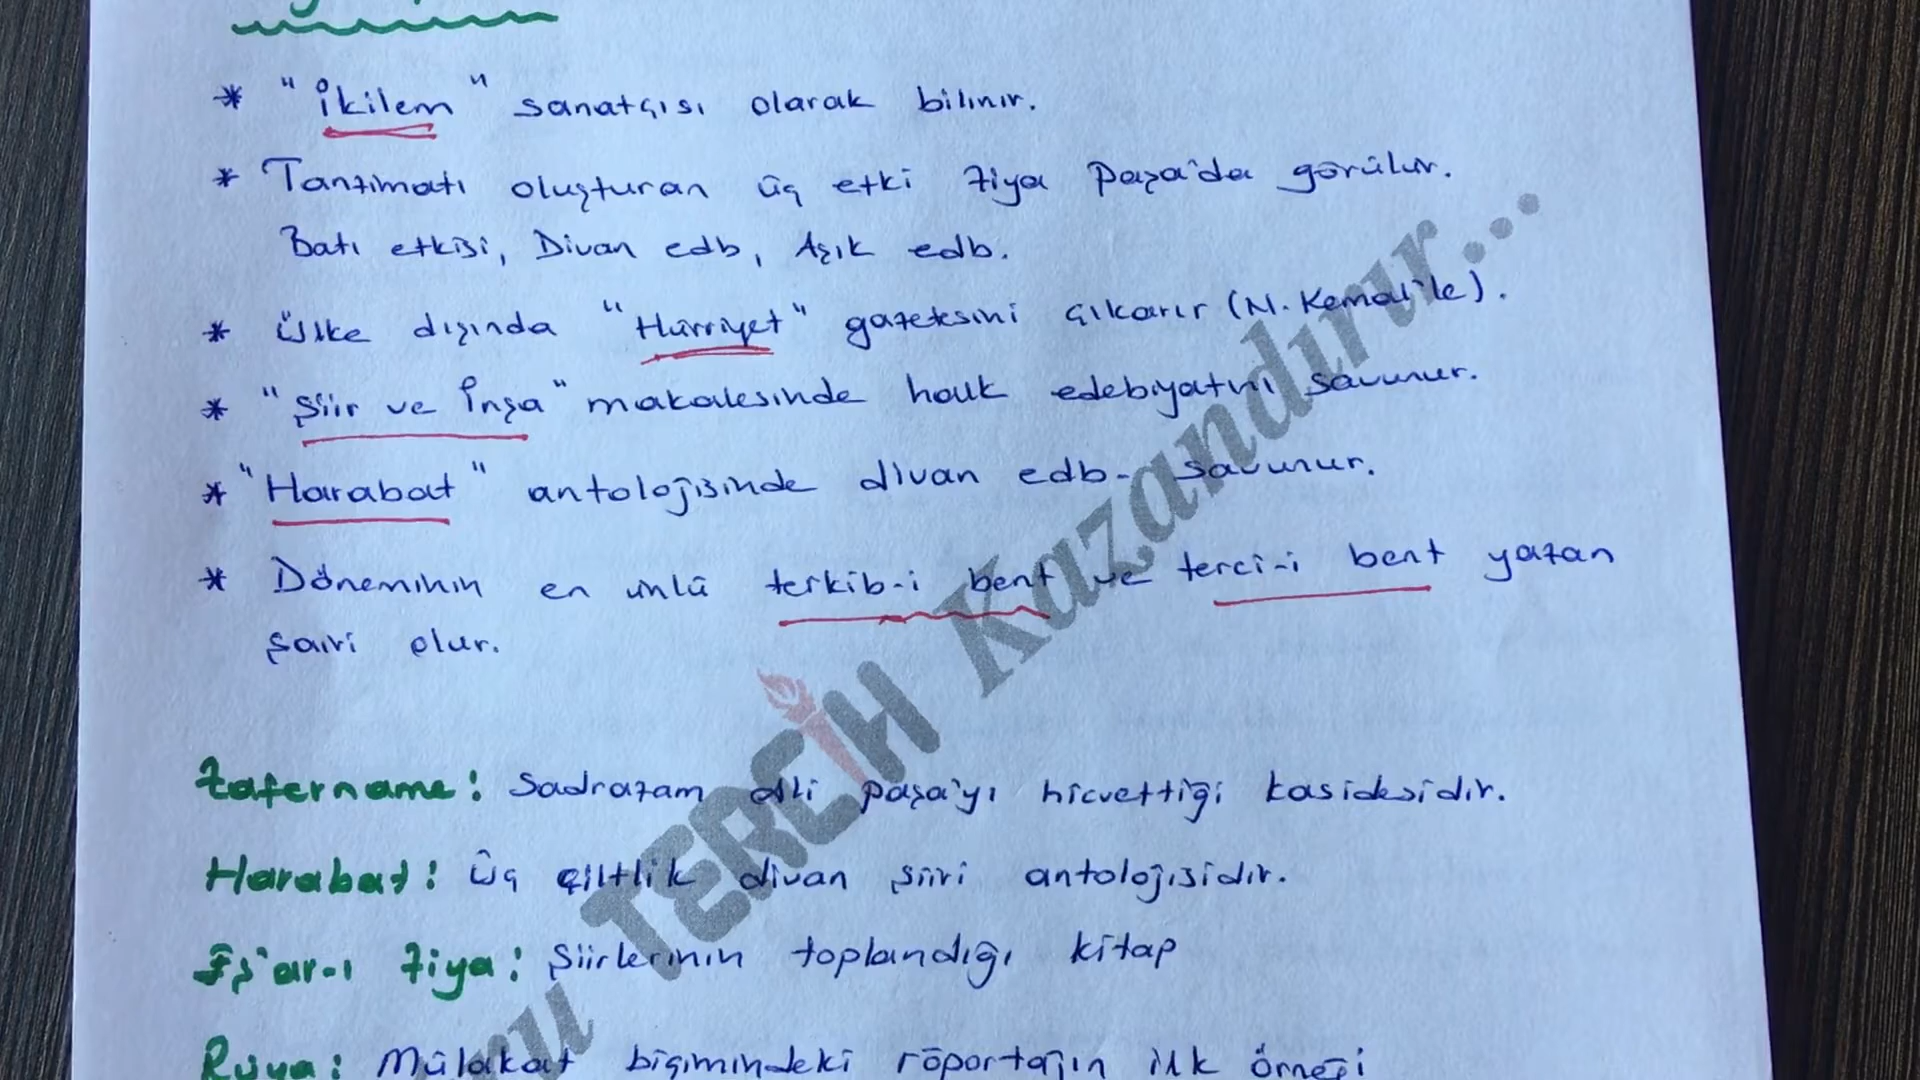 * "İkilem" sanatçısı olarak bilinir.
* Tanzimatı oluşturan üç etki Ziya Paşa'da görülür.
Batı etkisi, Divan edb, Aşık edb.
* Ülke dışında "Hürriyet" gazetesini çıkarır (N. Kemal'le).
* "Şiir ve İnşa" makalesinde halk edebiyatını savunur.
* "Harabat" antolojisinde divan edb. savunur.
* Döneminin en ünlü terkib-i bent ve terci-i bent yazan
şairi olur.
Zafername: Sadrazam Ali Paşa'yı hicvettiği kasidesidir.
Harabat: Üç çiltlik divan şiiri antolojisidir.
Eş'ar-ı Ziya: Şiirlerinin toplandığı kitap
Rüya: Mülakat biçimindeki röportajın ilk örneği
ru TERCİH Kazandırır...